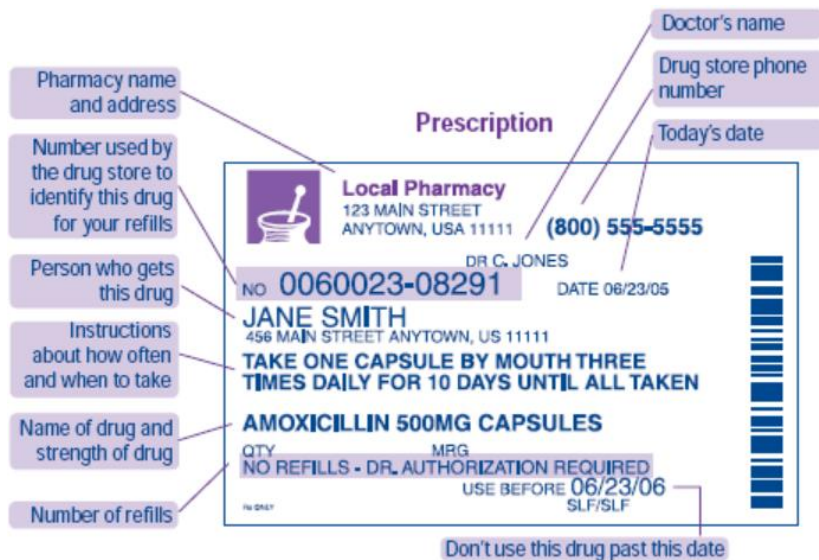 Doctor's name
Pharmacy name
and address
Drug store phone
number
Prescription
Today's date
Number used by
the drug store to
identify this drug
for your refills
Local Pharmacy
123 MAIN STREET
ANYTOWN, USA 11111
(800) 555-5555
DR C. JONES
Person who gets
this drug
NO 0060023-08291
DATE 06/23/05
JANE SMITH
456 MAIN STREET ANYTOWN, US 11111
Instructions
about how often
and when to take
TAKE ONE CAPSULE BY MOUTH THREE
TIMES DAILY FOR 10 DAYS UNTIL ALL TAKEN
Name of drug and
strength of drug
AMOXICILLIN 500MG CAPSULES
QTY MRG
NO REFILLS - DR. AUTHORIZATION REQUIRED
USE BEFORE 06/23/06
SLF/SLF
Rx ONLY
Number of refills
Don't use this drug past this date